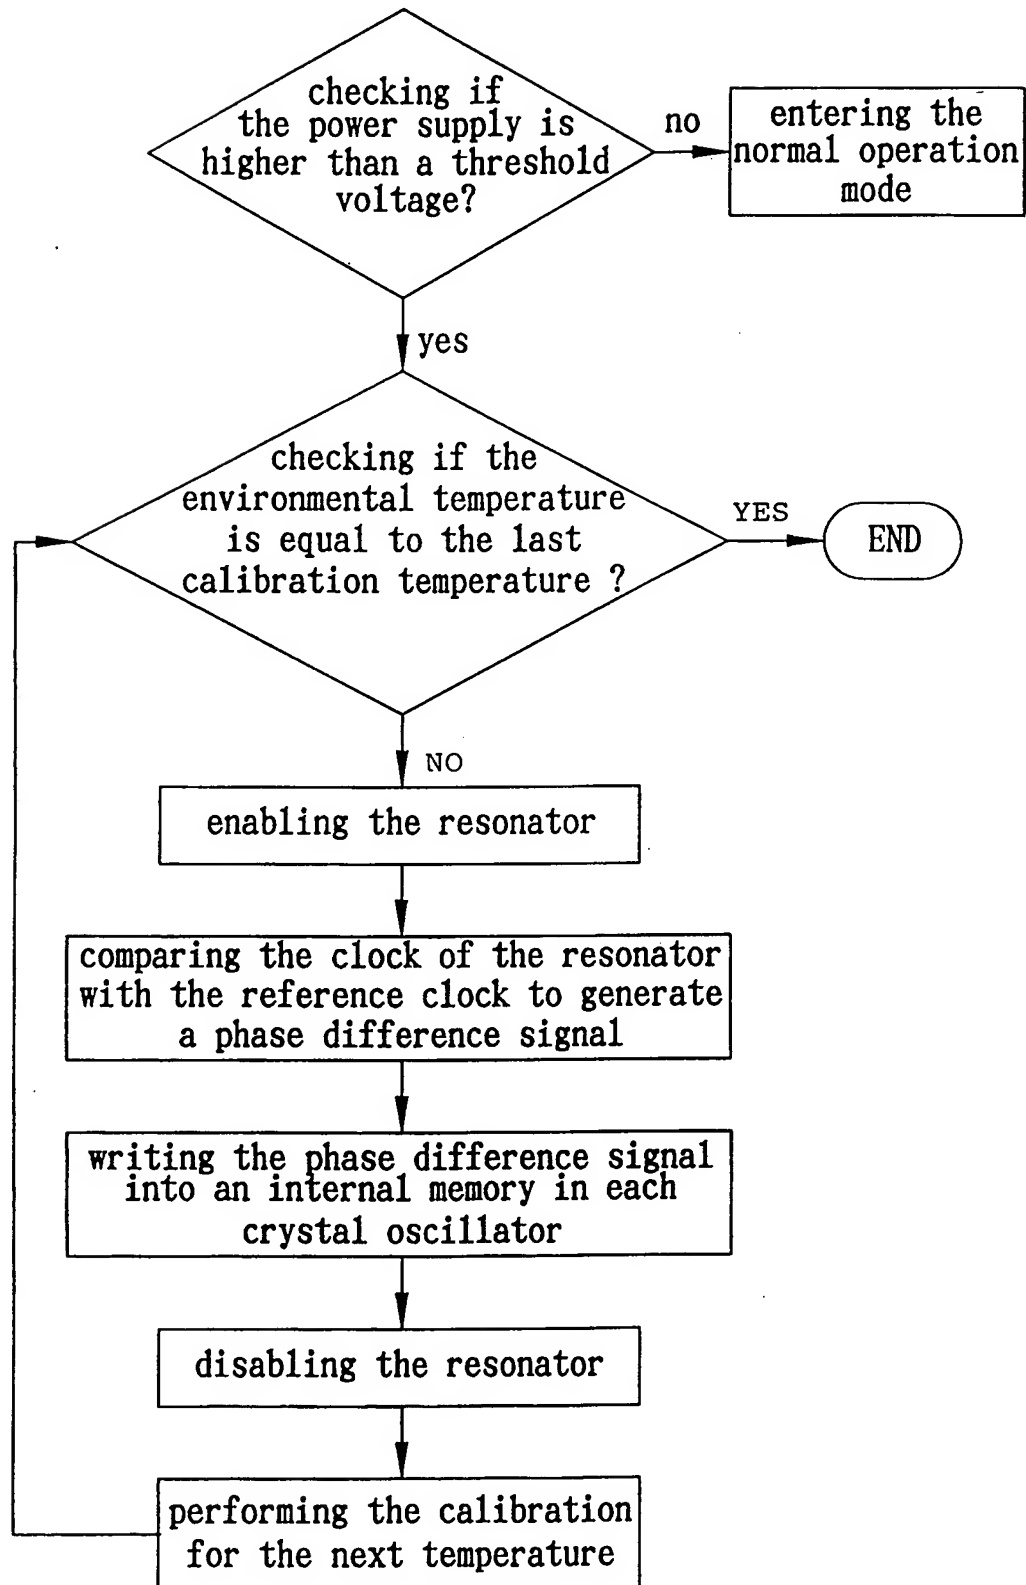 checking if
the power supply is
higher than a threshold
voltage?
no
entering the
normal operation
mode
yes
checking if the
environmental temperature
is equal to the last
calibration temperature ?
YES
END
NO
enabling the resonator
comparing the clock of the resonator
with the reference clock to generate
a phase difference signal
writing the phase difference signal
into an internal memory in each
crystal oscillator
disabling the resonator
performing the calibration
for the next temperature